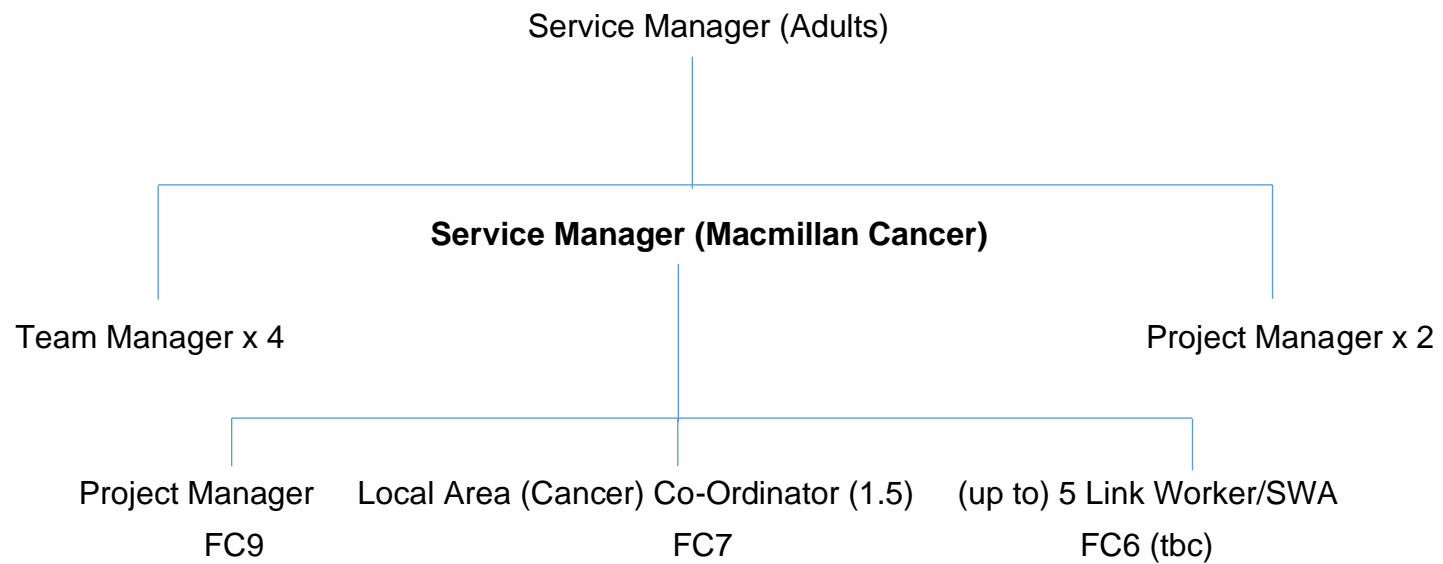 Service Manager (Adults)
Service Manager (Macmillan Cancer)
Team Manager x 4
Project Manager x 2
Project Manager
FC9
Local Area (Cancer) Co-Ordinator (1.5)
FC7
(up to) 5 Link Worker/SWA
FC6 (tbc)